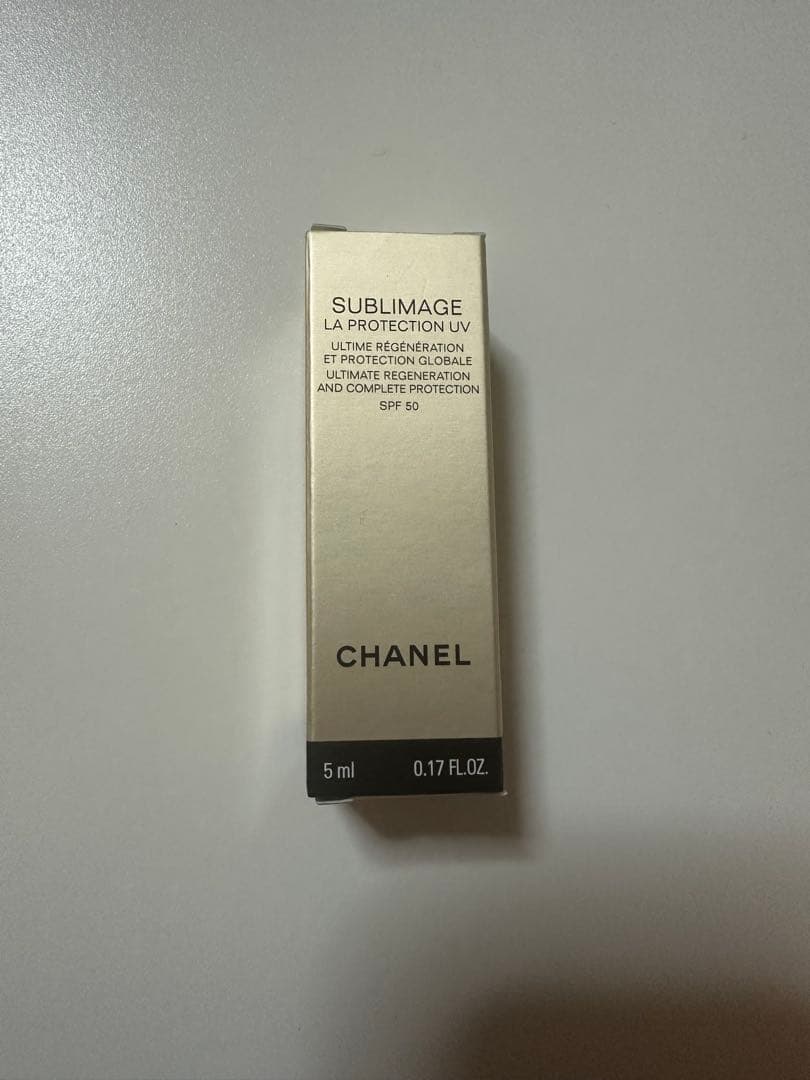 SUBLIMAGE
LA PROTECTION UV
ULTIME RÉGÉNÉRATION
ET PROTECTION GLOBALE
ULTIMATE REGENERATION
AND COMPLETE PROTECTION
SPF 50
CHANEL
5 ml 0.17 FL.OZ.